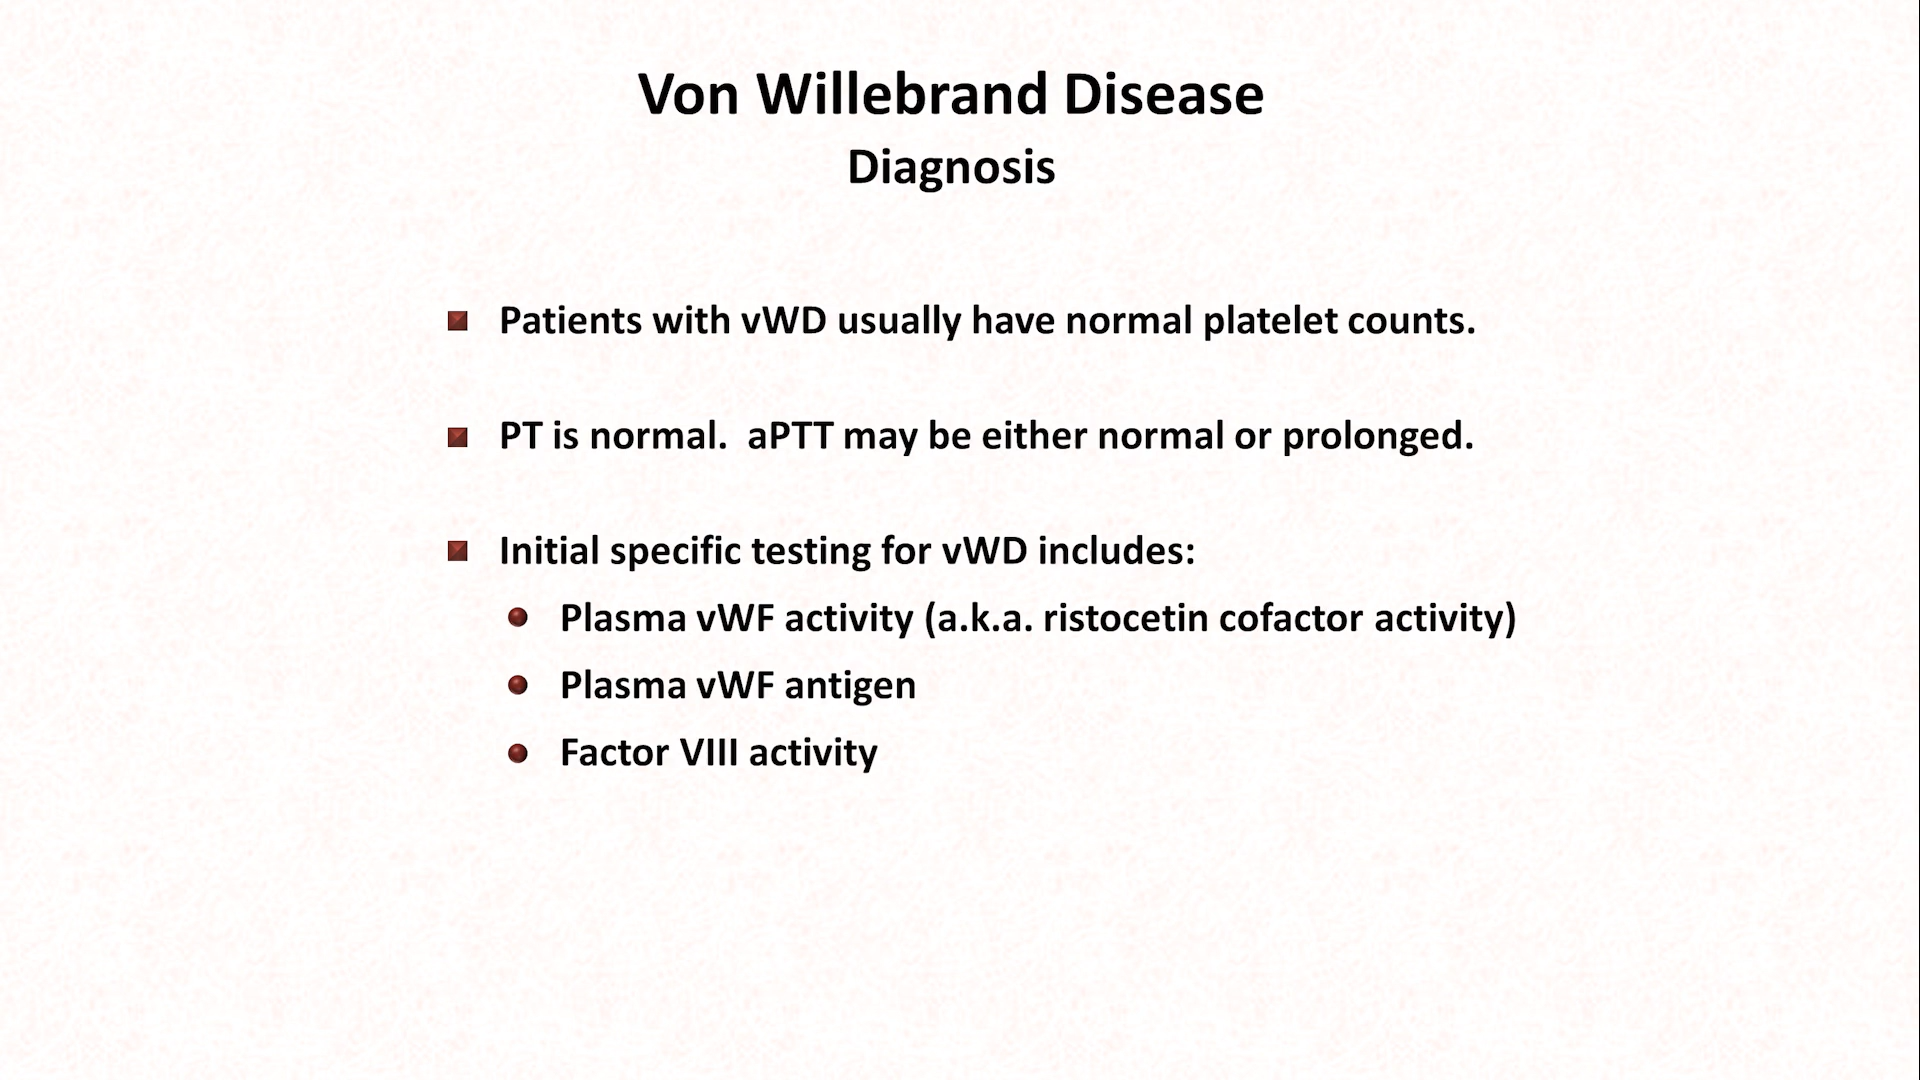 Von Willebrand Disease
Diagnosis
Patients with vWD usually have normal platelet counts.
PT is normal.  aPTT may be either normal or prolonged.
Initial specific testing for vWD includes:
Plasma vWF activity (a.k.a. ristocetin cofactor activity)
Plasma vWF antigen
Factor VIII activity